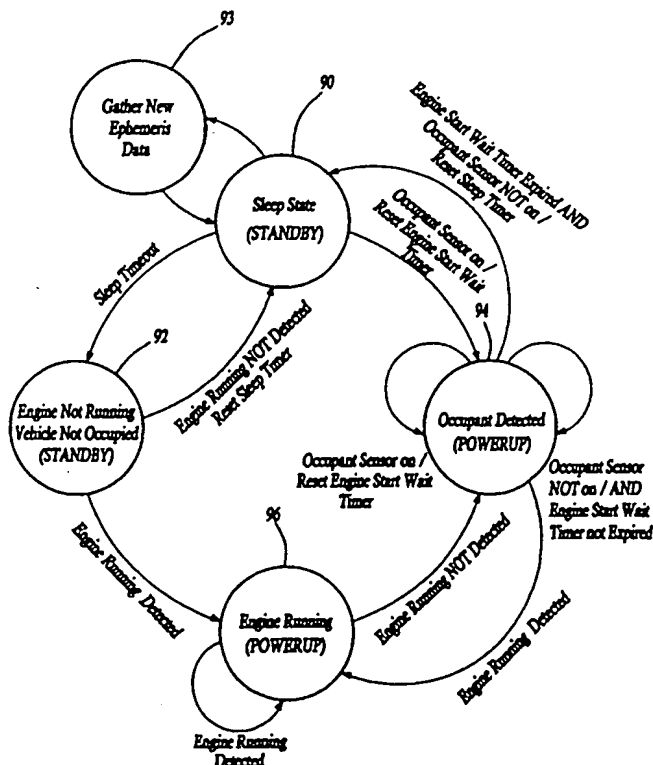 93
Gather New
Ephemeris
Data
90
Sleep State
(STANDBY)
Engine Start Wait Timer Expired AND
Occupant Sensor NOT on /
Reset Sleep Timer
Occupant Sensor on /
Reset Engine Start Wait
Timer
Sleep Timeout
92
Engine Running NOT Detected
Reset Sleep Timer
94
Engine Not Running
Vehicle Not Occupied
(STANDBY)
Occupant Detected
(POWERUP)
Occupant Sensor on /
Reset Engine Start Wait
Timer
Occupant Sensor
NOT on / AND
Engine Start Wait
Timer not Expired
96
Engine Running Detected
Engine Running
(POWERUP)
Engine Running NOT Detected
Engine Running Detected
Engine Running
Detected